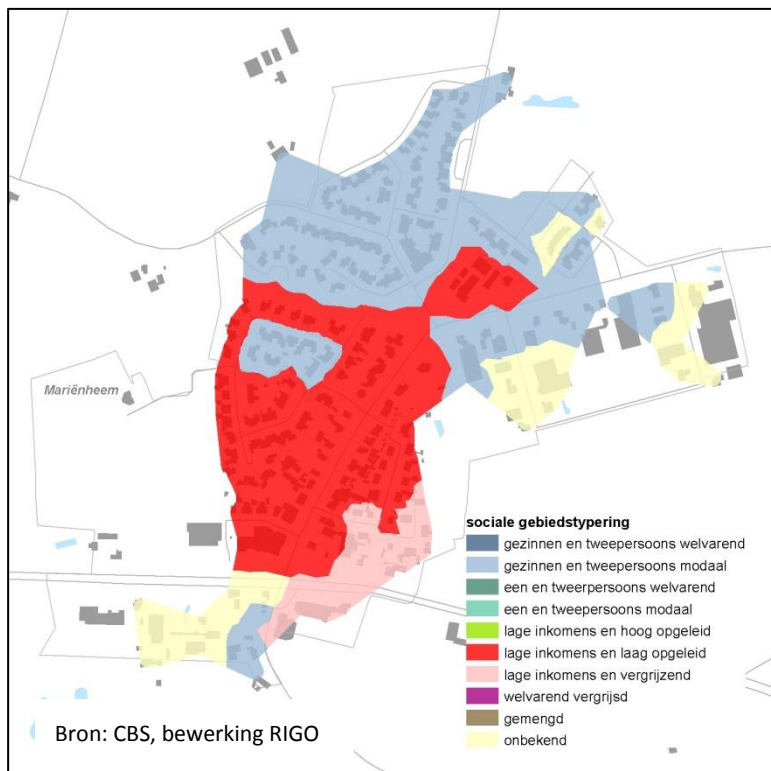 Mariënheem
sociale gebiedstypering
gezinnen en tweepersoons welvarend
gezinnen en tweepersoons modaal
een en tweerpersoons welvarend
een en tweepersoons modaal
lage inkomens en hoog opgeleid
lage inkomens en laag opgeleid
lage inkomens en vergrijzend
welvarend vergrijsd
gemengd
onbekend
Bron: CBS, bewerking RIGO